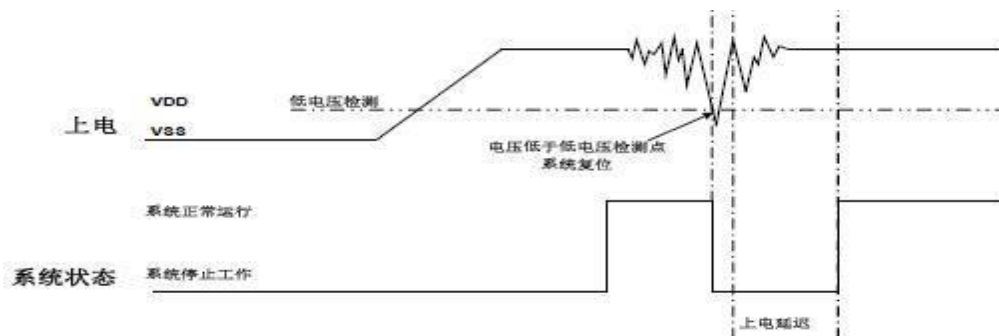 VDD
低电压检测
上电
VSS
电压低于低电压检测点
系统复位
系统正常运行
系统状态
系统停止工作
上电延迟